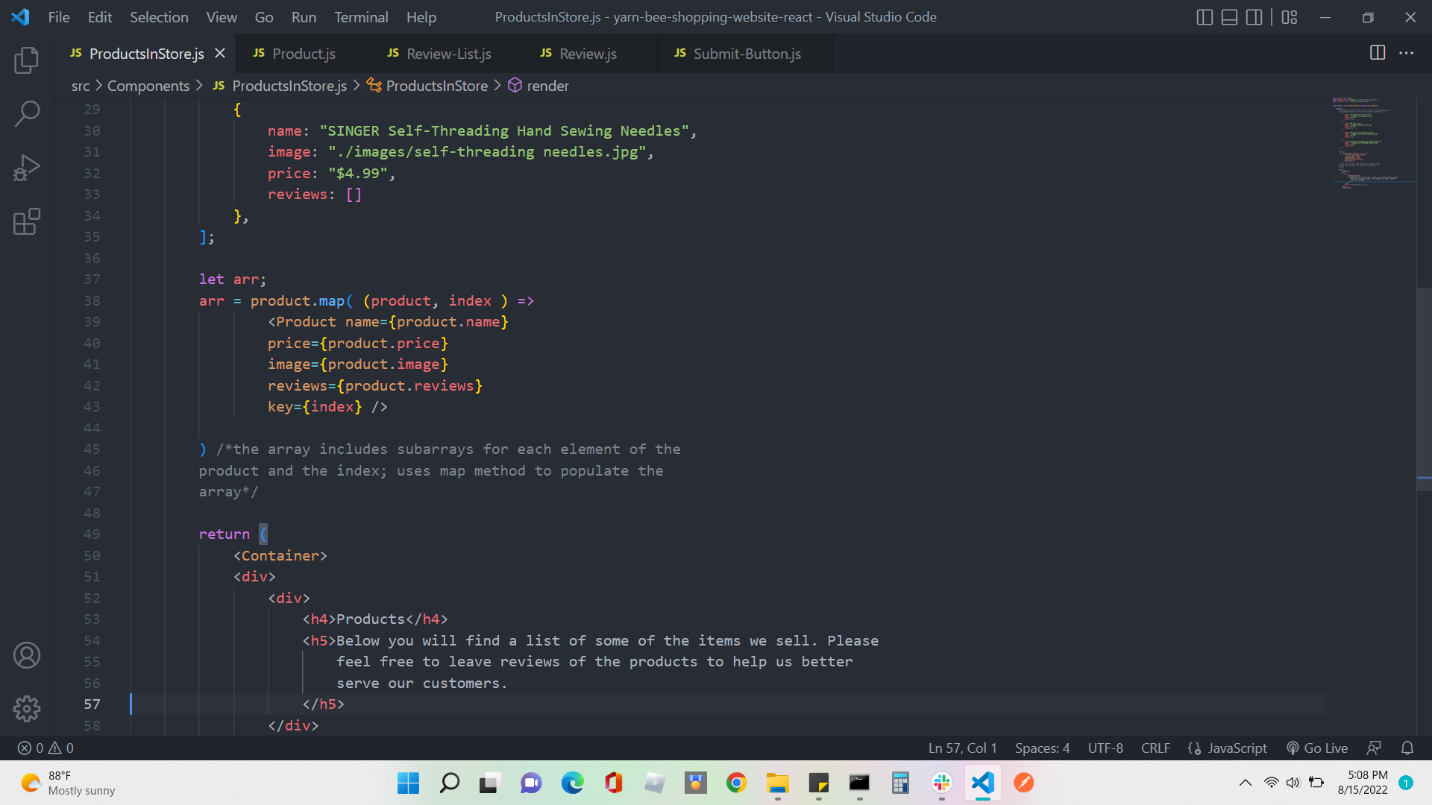 File Edit Selection View Go Run Terminal Help ProductsInStore.js - yarn-bee-shopping-website-react - Visual Studio Code
JS ProductsInStore.js JS Product.js JS Review-List.js JS Review.js JS Submit-Button.js
src > Components > JS ProductsInStore.js > ProductsInStore > render
29 {
30 name: "SINGER Self-Threading Hand Sewing Needles",
31 image: "./images/self-threading needles.jpg",
32 price: "$4.99",
33 reviews: []
34 },
35 ];
36
37 let arr;
38 arr = product.map( (product, index ) =>
39 <Product name={product.name}
40 price={product.price}
41 image={product.image}
42 reviews={product.reviews}
43 key={index} />
44
45 ) /*the array includes subarrays for each element of the
46 product and the index; uses map method to populate the
47 array*/
48
49 return (
50 <Container>
51 <div>
52 <div>
53 <h4>Products</h4>
54 <h5>Below you will find a list of some of the items we sell. Please
55 feel free to leave reviews of the products to help us better
56 serve our customers.
57 </h5>
58 </div>
0 0 Ln 57, Col 1 Spaces: 4 UTF-8 CRLF JavaScript Go Live
88°F
Mostly sunny
5:08 PM
8/15/2022
1